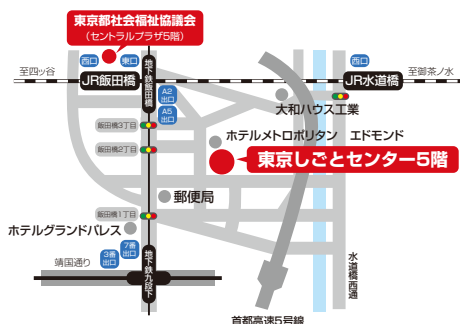 東京都社会福祉協議会
（セントラルプラザ5階）
西口
東口
西口
至四ッ谷
至御茶ノ水
JR飯田橋
地下鉄飯田橋
JR水道橋
A2
出口
A5
出口
大和ハウス工業
飯田橋3丁目
ホテルメトロポリタン　エドモンド
飯田橋2丁目
東京しごとセンター5階
郵便局
飯田橋1丁目
ホテルグランドパレス
7番
出口
3番
出口
靖国通り
地下鉄九段下
水道橋西通
首都高速5号線